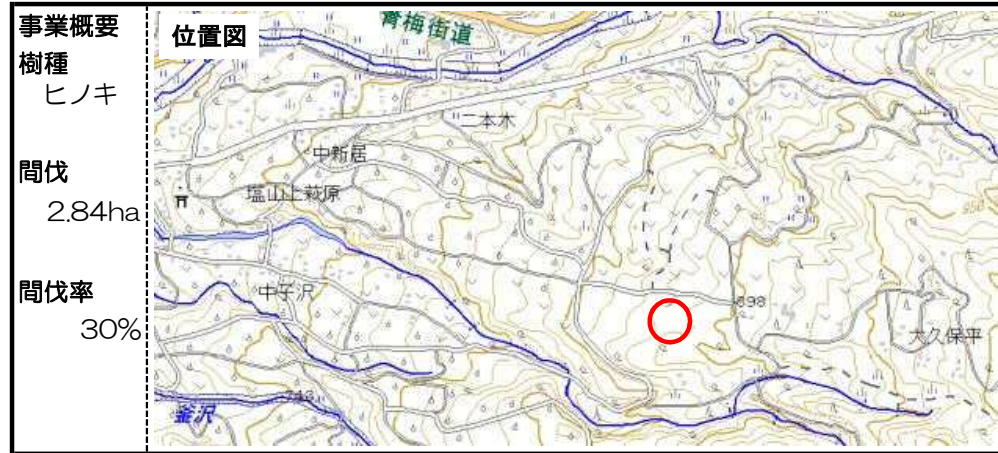 事業概要
樹種
ヒノキ
間伐
2.84ha
間伐率
30%
位置図
青梅街道
二本木
中新居
塩山上萩原
中子沢
898
大久保平
釜沢